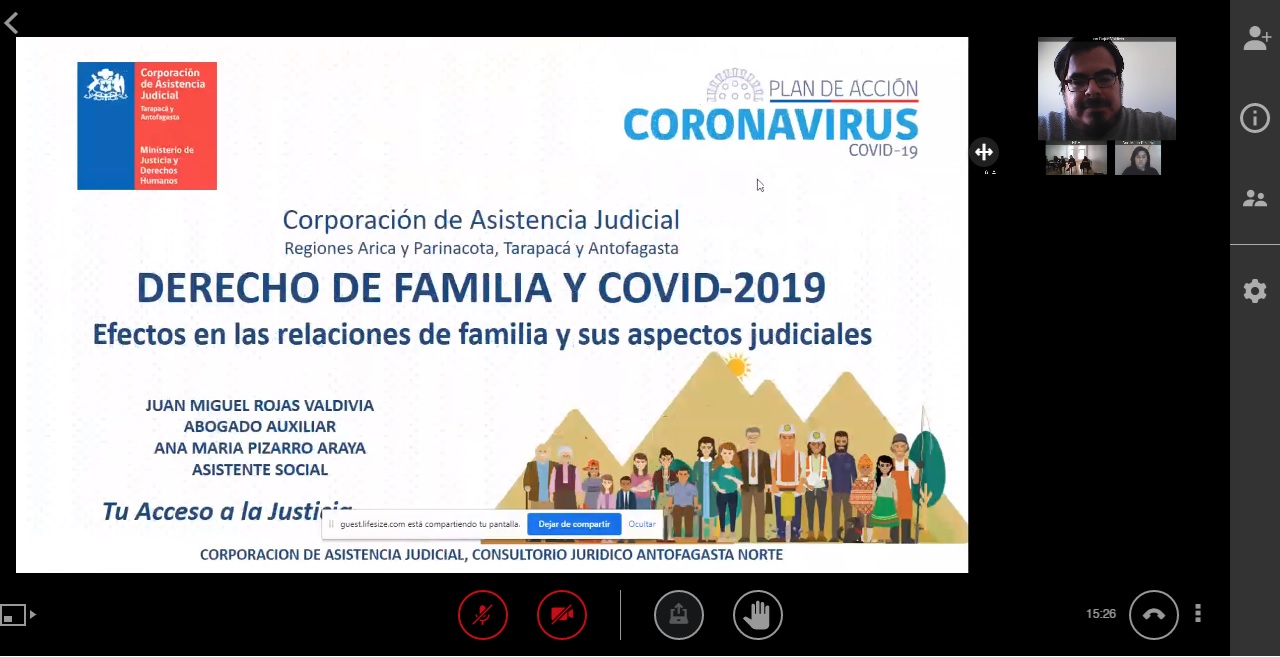 Corporación
de Asistencia
Judicial
Tarapacá y
Antofagasta
Ministerio de
Justicia y
Derechos
Humanos
PLAN DE ACCIÓN
CORONAVIRUS
COVID-19
Corporación de Asistencia Judicial
Regiones Arica y Parinacota, Tarapacá y Antofagasta
DERECHO DE FAMILIA Y COVID-2019
Efectos en las relaciones de familia y sus aspectos judiciales
JUAN MIGUEL ROJAS VALDIVIA
ABOGADO AUXILIAR
ANA MARIA PIZARRO ARAYA
ASISTENTE SOCIAL
Tu Acceso a la Justicia
guest.lifesize.com está compartiendo tu pantalla.
Dejar de compartir
Ocultar
CORPORACION DE ASISTENCIA JUDICIAL, CONSULTORIO JURIDICO ANTOFAGASTA NORTE
15:26